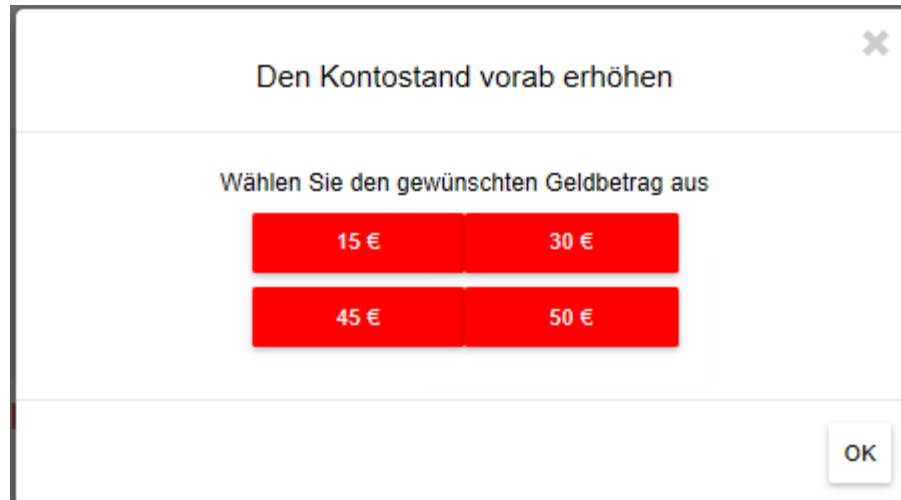 Den Kontostand vorab erhöhen
Wählen Sie den gewünschten Geldbetrag aus
15 € 30 €
45 € 50 €
OK